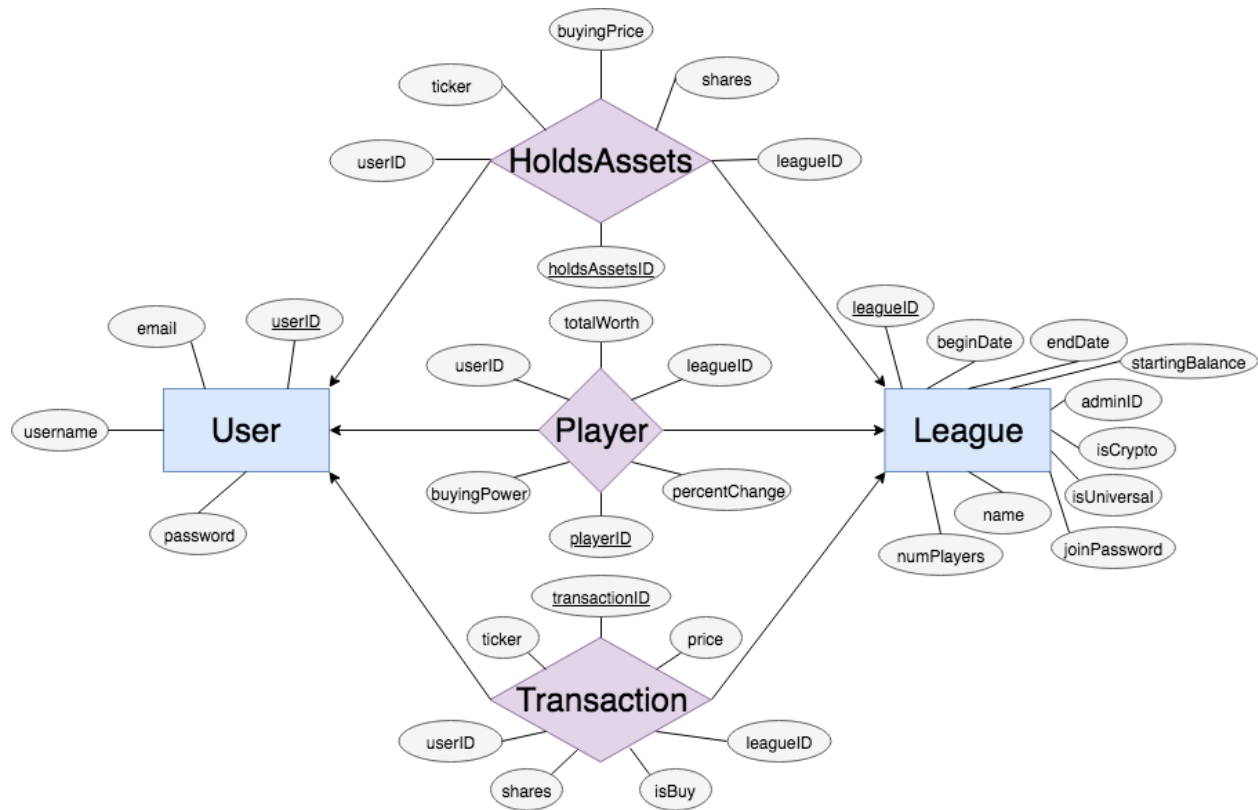 buyingPrice
ticker
shares
userID
HoldsAssets
leagueID
holdsAssetsID
email
userID
username
User
password
totalWorth
userID
leagueID
Player
buyingPower
percentChange
playerID
leagueID
beginDate
endDate
startingBalance
adminID
League
isCrypto
isUniversal
name
numPlayers
joinPassword
transactionID
ticker
price
Transaction
userID
leagueID
shares
isBuy